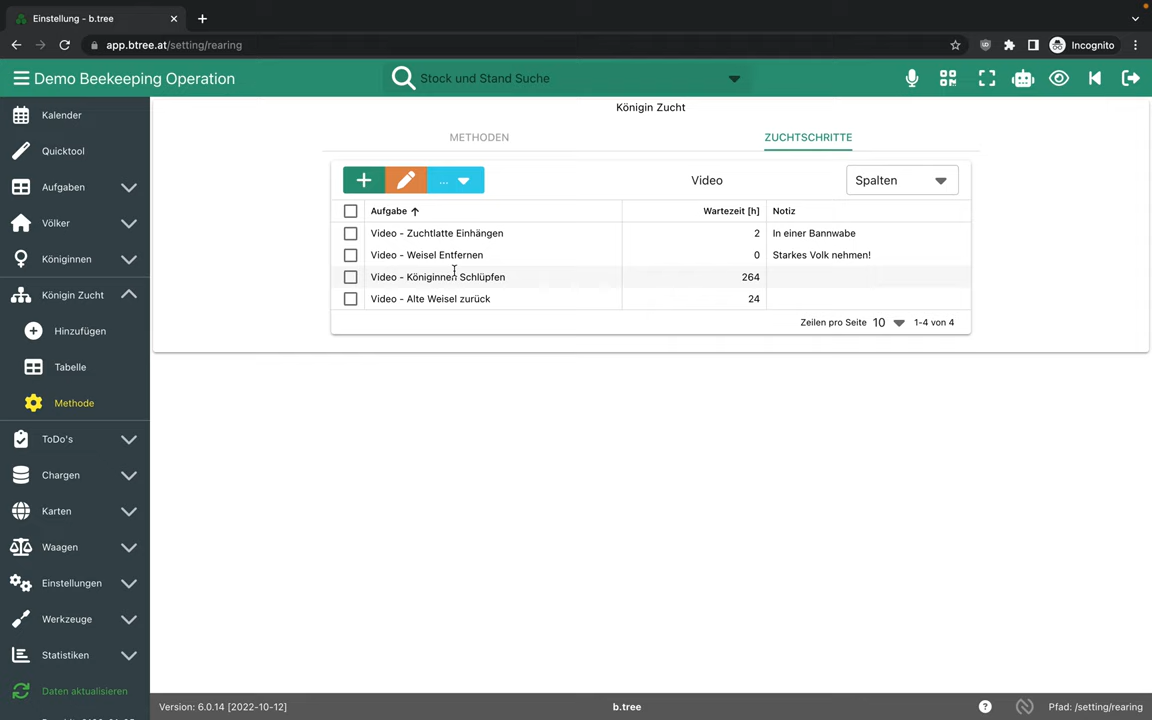 Einstellung - b.tree
app.btree.at/setting/rearing
Incognito
Demo Beekeeping Operation
Stock und Stand Suche
Kalender
Quicktool
Aufgaben
Völker
Königinnen
Königin Zucht
Hinzufügen
Tabelle
Methode
ToDo's
Chargen
Karten
Waagen
Einstellungen
Werkzeuge
Statistiken
Daten aktualisieren
Königin Zucht
METHODEN
ZUCHTSCHRITTE
...
Video
Spalten
Aufgabe Wartezeit [h] Notiz
Video - Zuchtlatte Einhängen 2 In einer Bannwabe
Video - Weisel Entfernen 0 Starkes Volk nehmen!
Video - Königinnen Schlüpfen 264
Video - Alte Weisel zurück 24
Zeilen pro Seite 10 1-4 von 4
Version: 6.0.14 [2022-10-12]
b.tree
Pfad: /setting/rearing